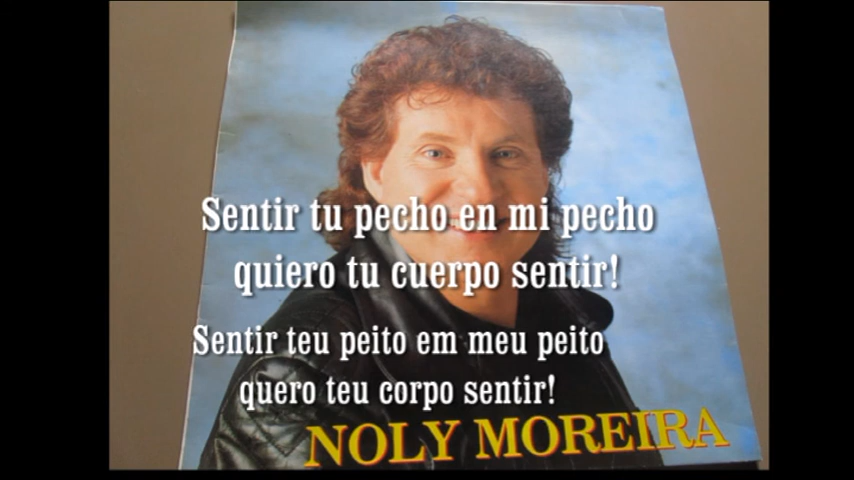 Sentir tu pecho en mi pecho
quiero tu cuerpo sentir!
Sentir teu peito em meu peito
quero teu corpo sentir!
NOLY MOREIRA